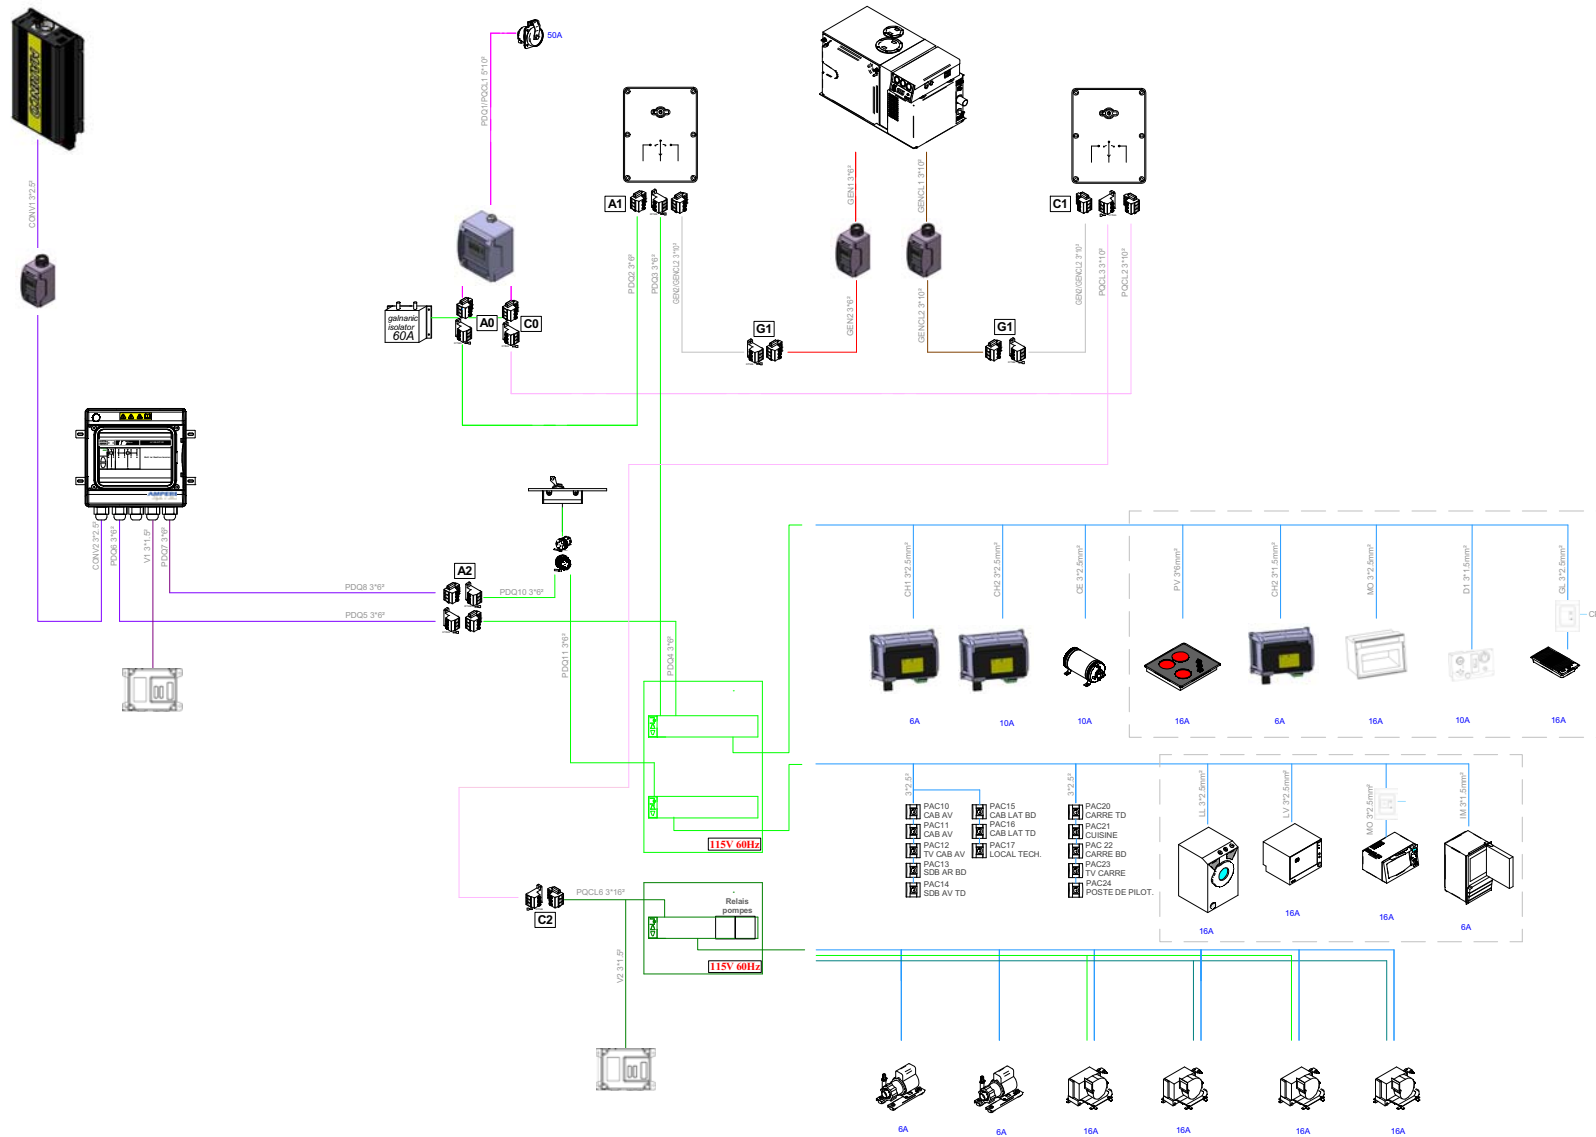 50A
PDQ1/PQCL1 5*10²
CONV1 3*2.5²
A1
C1
GEN1 3*6²
GENCL1 3*10²
PDQ2 3*6²
PDQ3 3*6²
GEN2/GENCL2 3*10²
GEN2/GENCL2 3*10²
PQCL3 3*10²
PQCL2 3*10²
galnanic
isolator
60A
A0
C0
GEN2 3*6²
GENCL2 3*10²
G1
G1
CONV2 3*2.5²
PDQ6 3*6²
V1 3*1.5²
PDQ7 3*6²
A2
PDQ8 3*6²
PDQ10 3*6²
PDQ5 3*6²
PDQ11 3*6²
PDQ4 3*6²
CH1 3*2.5mm²
CH2 3*2.5mm²
CE 3*2.5mm²
PV 3*6mm²
CH2 3*1.5mm²
MO 3*2.5mm²
D1 3*1.5mm²
GL 3*2.5mm²
6A
10A
10A
16A
6A
16A
10A
16A
3*2.5²
3*2.5²
PAC10
CAB AV
PAC11
CAB AV
PAC12
TV CAB AV
PAC13
SDB AR BD
PAC14
SDB AV TD
PAC15
CAB LAT BD
PAC16
CAB LAT TD
PAC17
LOCAL TECH.
PAC20
CARRE TD
PAC21
CUISINE
PAC 22
CARRE BD
PAC23
TV CARRE
PAC24
POSTE DE PILOT.
LL 3*2.5mm²
LV 3*2.5mm²
MO 3*2.5mm²
IM 3*1.5mm²
16A
16A
16A
6A
115V 60Hz
C2
PQCL6 3*16²
Relais
pompes
115V 60Hz
V2 3*1.5²
6A
6A
16A
16A
16A
16A